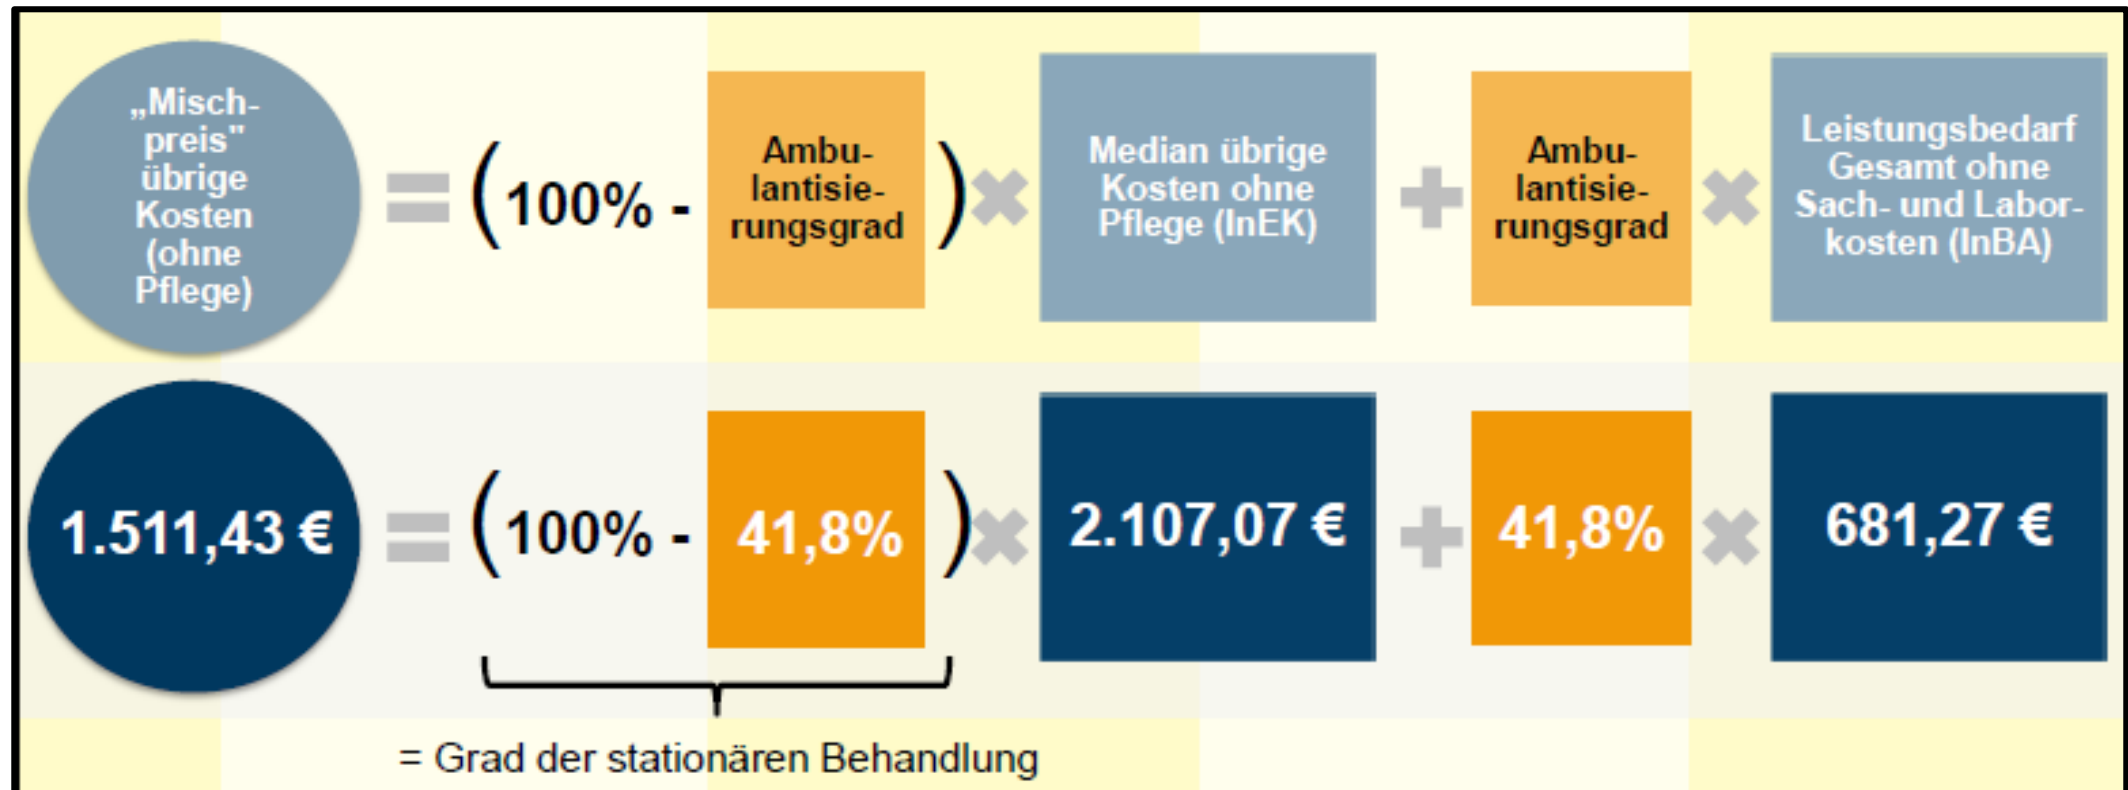 „Misch-
preis"
übrige
Kosten
(ohne
Pflege)
=
(100% -
Ambu-
lantisie-
rungsgrad
)
×
Median übrige
Kosten ohne
Pflege (InEK)
+
Ambu-
lantisie-
rungsgrad
×
Leistungsbedarf
Gesamt ohne
Sach- und Labor-
kosten (InBA)
1.511,43 € = (100% - 41,8%) × 2.107,07 € + 41,8% × 681,27 €
= Grad der stationären Behandlung